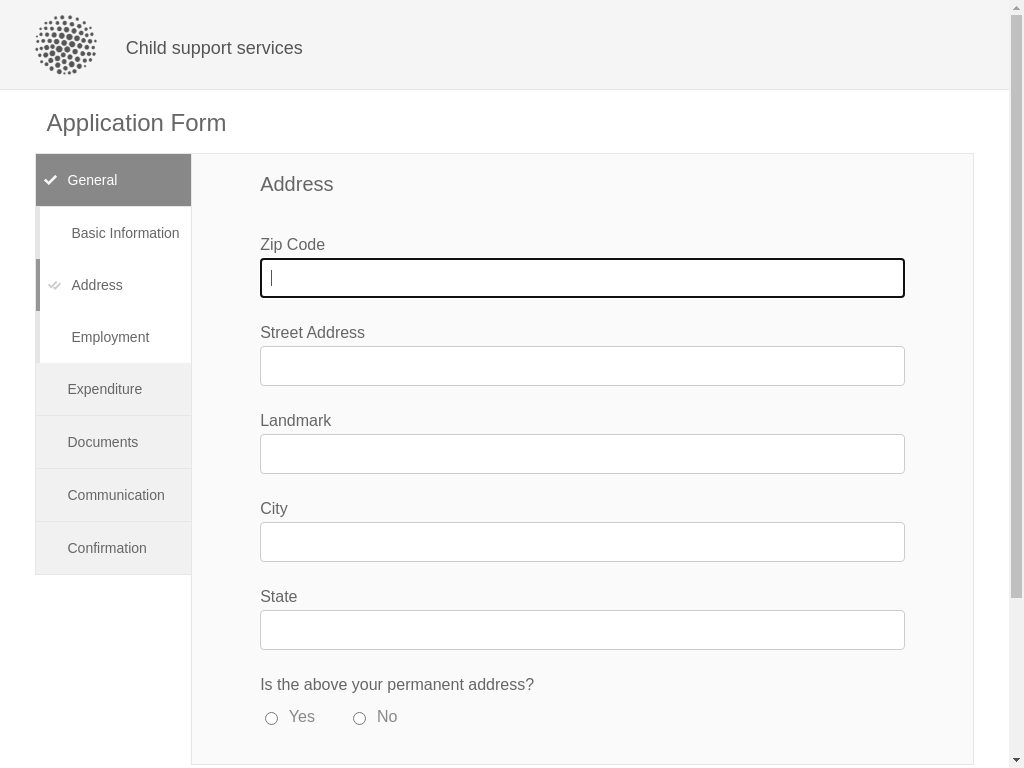 Child support services
Application Form
General
Basic Information
Address
Employment
Expenditure
Documents
Communication
Confirmation
Address
Zip Code
Street Address
Landmark
City
State
Is the above your permanent address?
Yes No